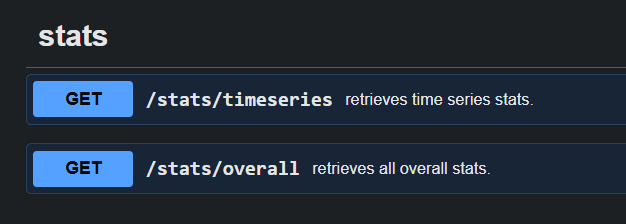 stats
GET /stats/timeseries retrieves time series stats.
GET /stats/overall retrieves all overall stats.